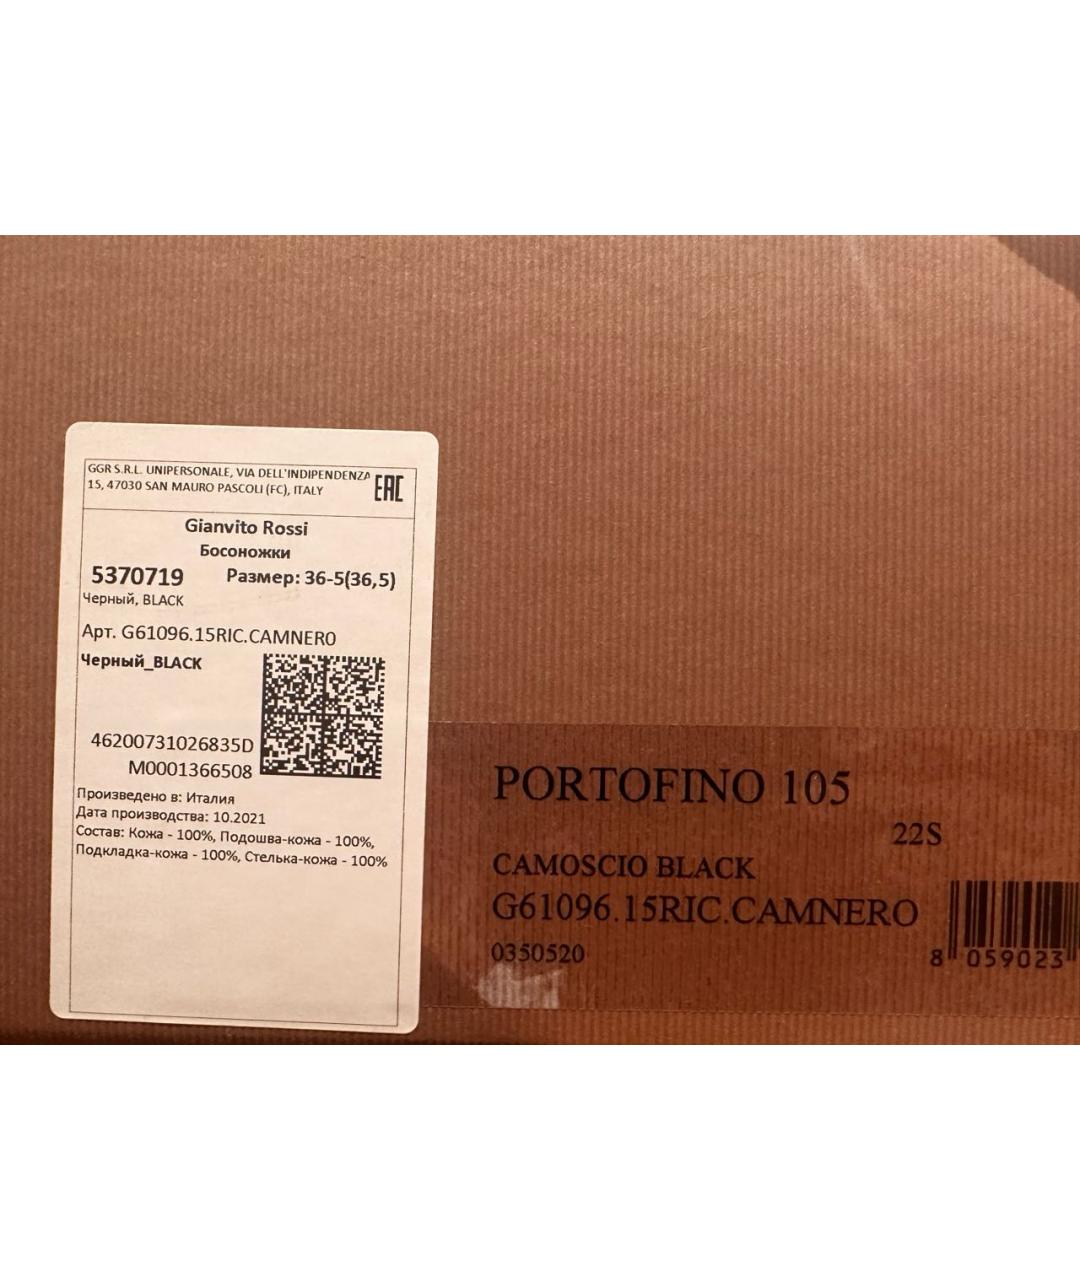 GGR S.R.L. UNIPERSONALE, VIA DELL'INDIPENDENZA
15, 47030 SAN MAURO PASCOLI (FC), ITALY
EAC
Gianvito Rossi
Босоножки
5370719 Размер: 36-5(36,5)
Черный, BLACK
Арт. G61096.15RIC.CAMNERO
Черный_BLACK
46200731026835D
M0001366508
Произведено в: Италия
Дата производства: 10.2021
Состав: Кожа - 100%, Подошва-кожа - 100%,
Подкладка-кожа - 100%, Стелька-кожа - 100%
PORTOFINO 105
22S
CAMOSCIO BLACK
G61096.15RIC.CAMNERO
0350520
8 059023